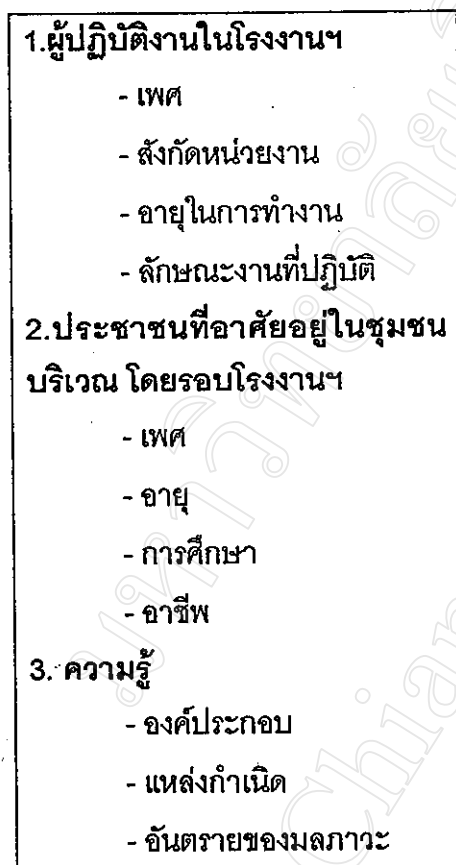 1.ผู้ปฏิบัติงานในโรงงานฯ
- เพศ
- สังกัดหน่วยงาน
- อายุในการทำงาน
- ลักษณะงานที่ปฏิบัติ
2.ประชาชนที่อาศัยอยู่ในชุมชน
บริเวณ โดยรอบโรงงานฯ
- เพศ
- อายุ
- การศึกษา
- อาชีพ
3. ความรู้
- องค์ประกอบ
- แหล่งกำเนิด
- อันตรายของมลภาวะ